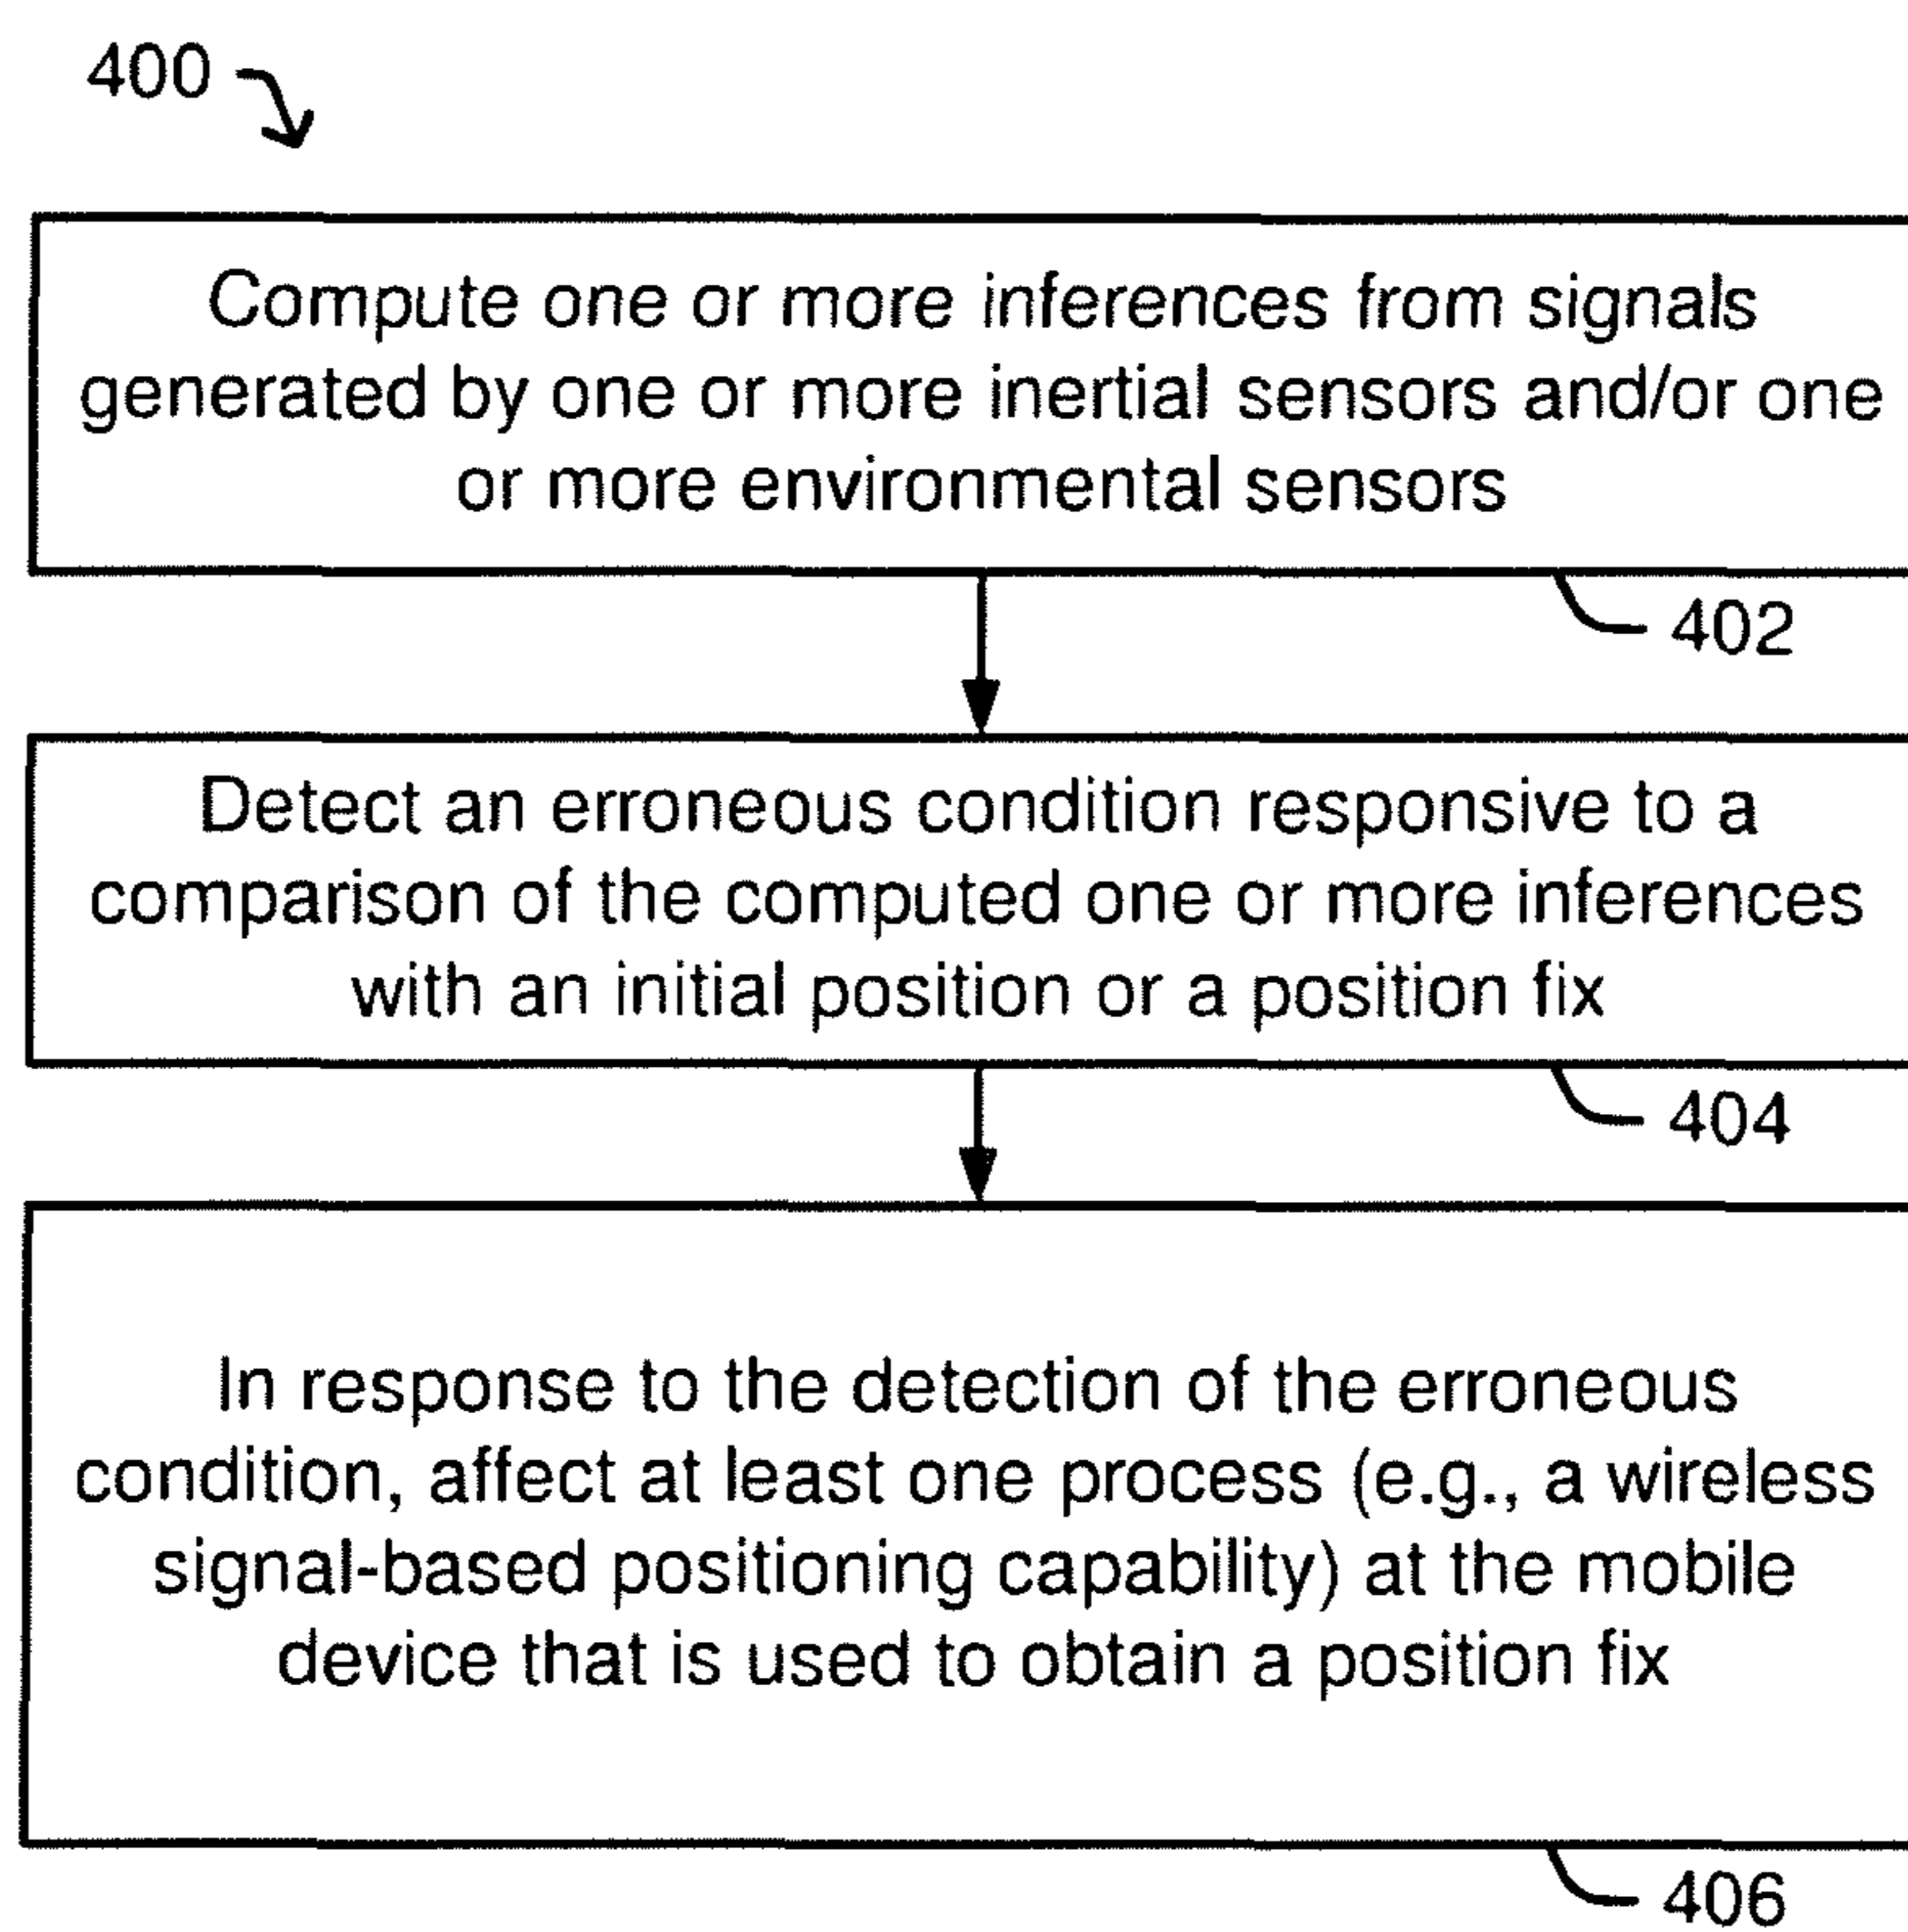 400
Compute one or more inferences from signals
generated by one or more inertial sensors and/or one
or more environmental sensors
402
Detect an erroneous condition responsive to a
comparison of the computed one or more inferences
with an initial position or a position fix
404
In response to the detection of the erroneous
condition, affect at least one process (e.g., a wireless
signal-based positioning capability) at the mobile
device that is used to obtain a position fix
406